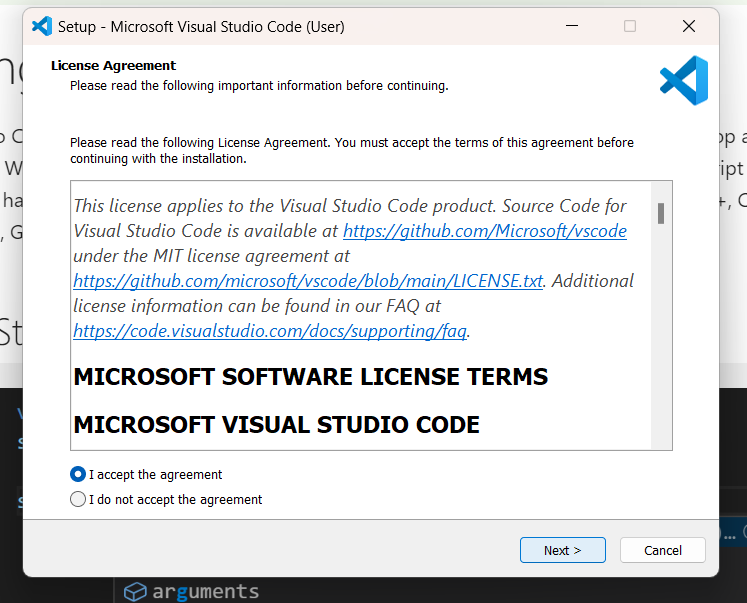 Setup - Microsoft Visual Studio Code (User)
License Agreement
Please read the following important information before continuing.
Please read the following License Agreement. You must accept the terms of this agreement before
continuing with the installation.
This license applies to the Visual Studio Code product. Source Code for
Visual Studio Code is available at https://github.com/Microsoft/vscode
under the MIT license agreement at
https://github.com/microsoft/vscode/blob/main/LICENSE.txt. Additional
license information can be found in our FAQ at
https://code.visualstudio.com/docs/supporting/faq.
MICROSOFT SOFTWARE LICENSE TERMS
MICROSOFT VISUAL STUDIO CODE
I accept the agreement
I do not accept the agreement
Next >
Cancel
arguments